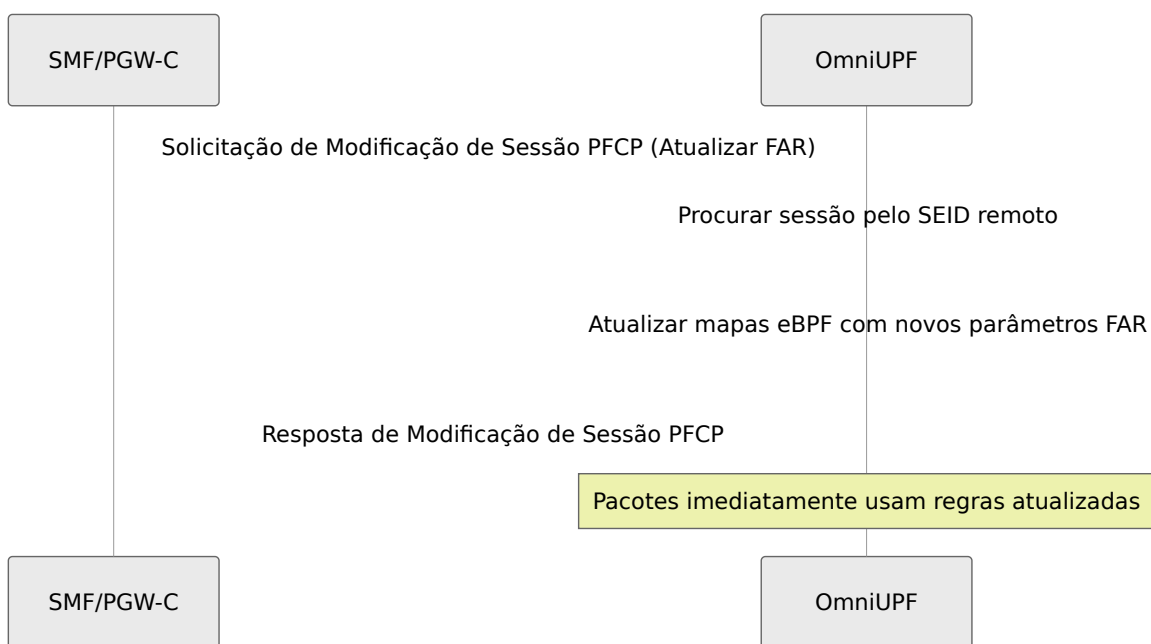 SMF/PGW-C
OmniUPF
Solicitação de Modificação de Sessão PFCP (Atualizar FAR)
Procurar sessão pelo SEID remoto
Atualizar mapas eBPF com novos parâmetros FAR
Resposta de Modificação de Sessão PFCP
Pacotes imediatamente usam regras atualizadas
SMF/PGW-C
OmniUPF